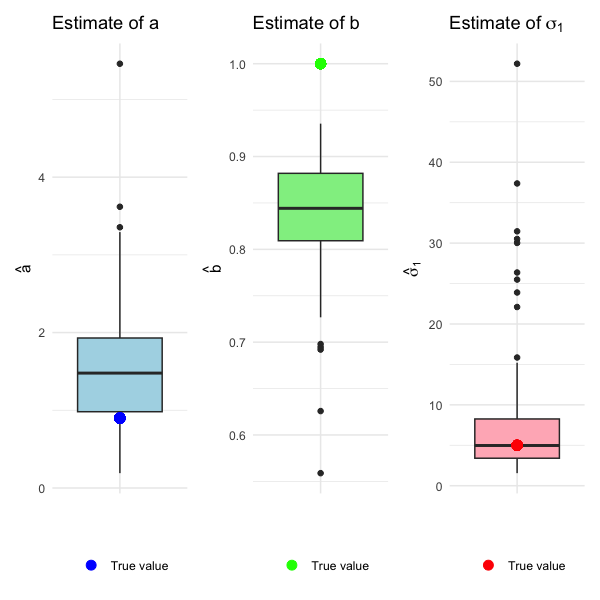 Estimate of a
4
2
0
â
True value
Estimate of b
1.0
0.9
0.8
0.7
0.6
b̂
True value
Estimate of σ₁
50
40
30
20
10
0
σ̂₁
True value